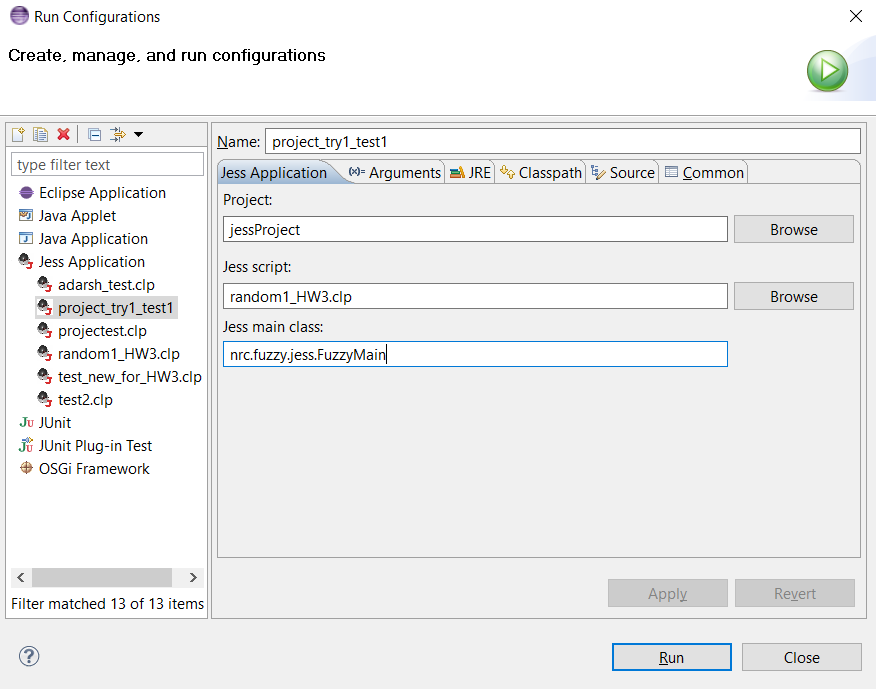 Run Configurations
Create, manage, and run configurations
type filter text
Eclipse Application
Java Applet
Java Application
Jess Application
adarsh_test.clp
project_try1_test1
projectest.clp
random1_HW3.clp
test_new_for_HW3.clp
test2.clp
JUnit
JUnit Plug-in Test
OSGi Framework
Filter matched 13 of 13 items
Name: project_try1_test1
Jess Application (x)= Arguments JRE Classpath Source Common
Project:
jessProject Browse
Jess script:
random1_HW3.clp Browse
Jess main class:
nrc.fuzzy.jess.FuzzyMain
Apply Revert
Run Close